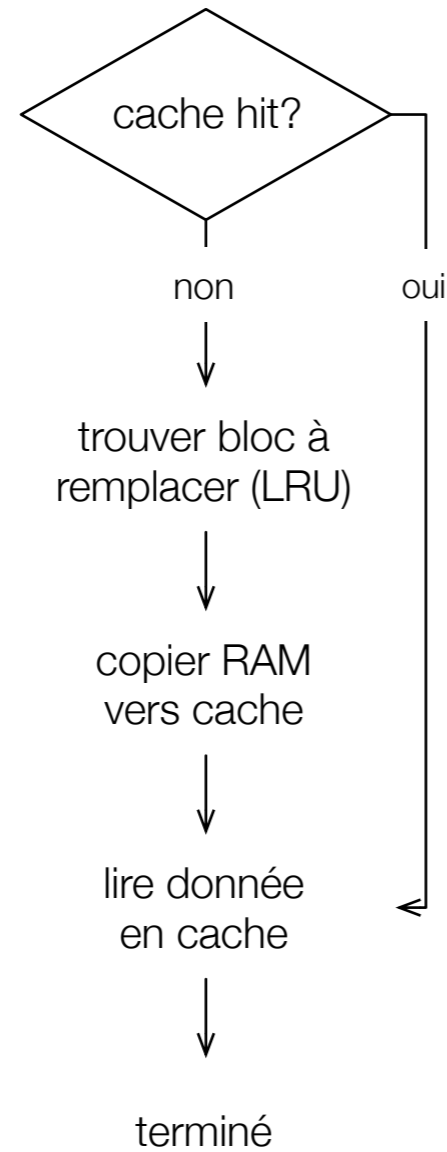 cache hit?
non
oui
trouver bloc à
remplacer (LRU)
copier RAM
vers cache
lire donnée
en cache
terminé